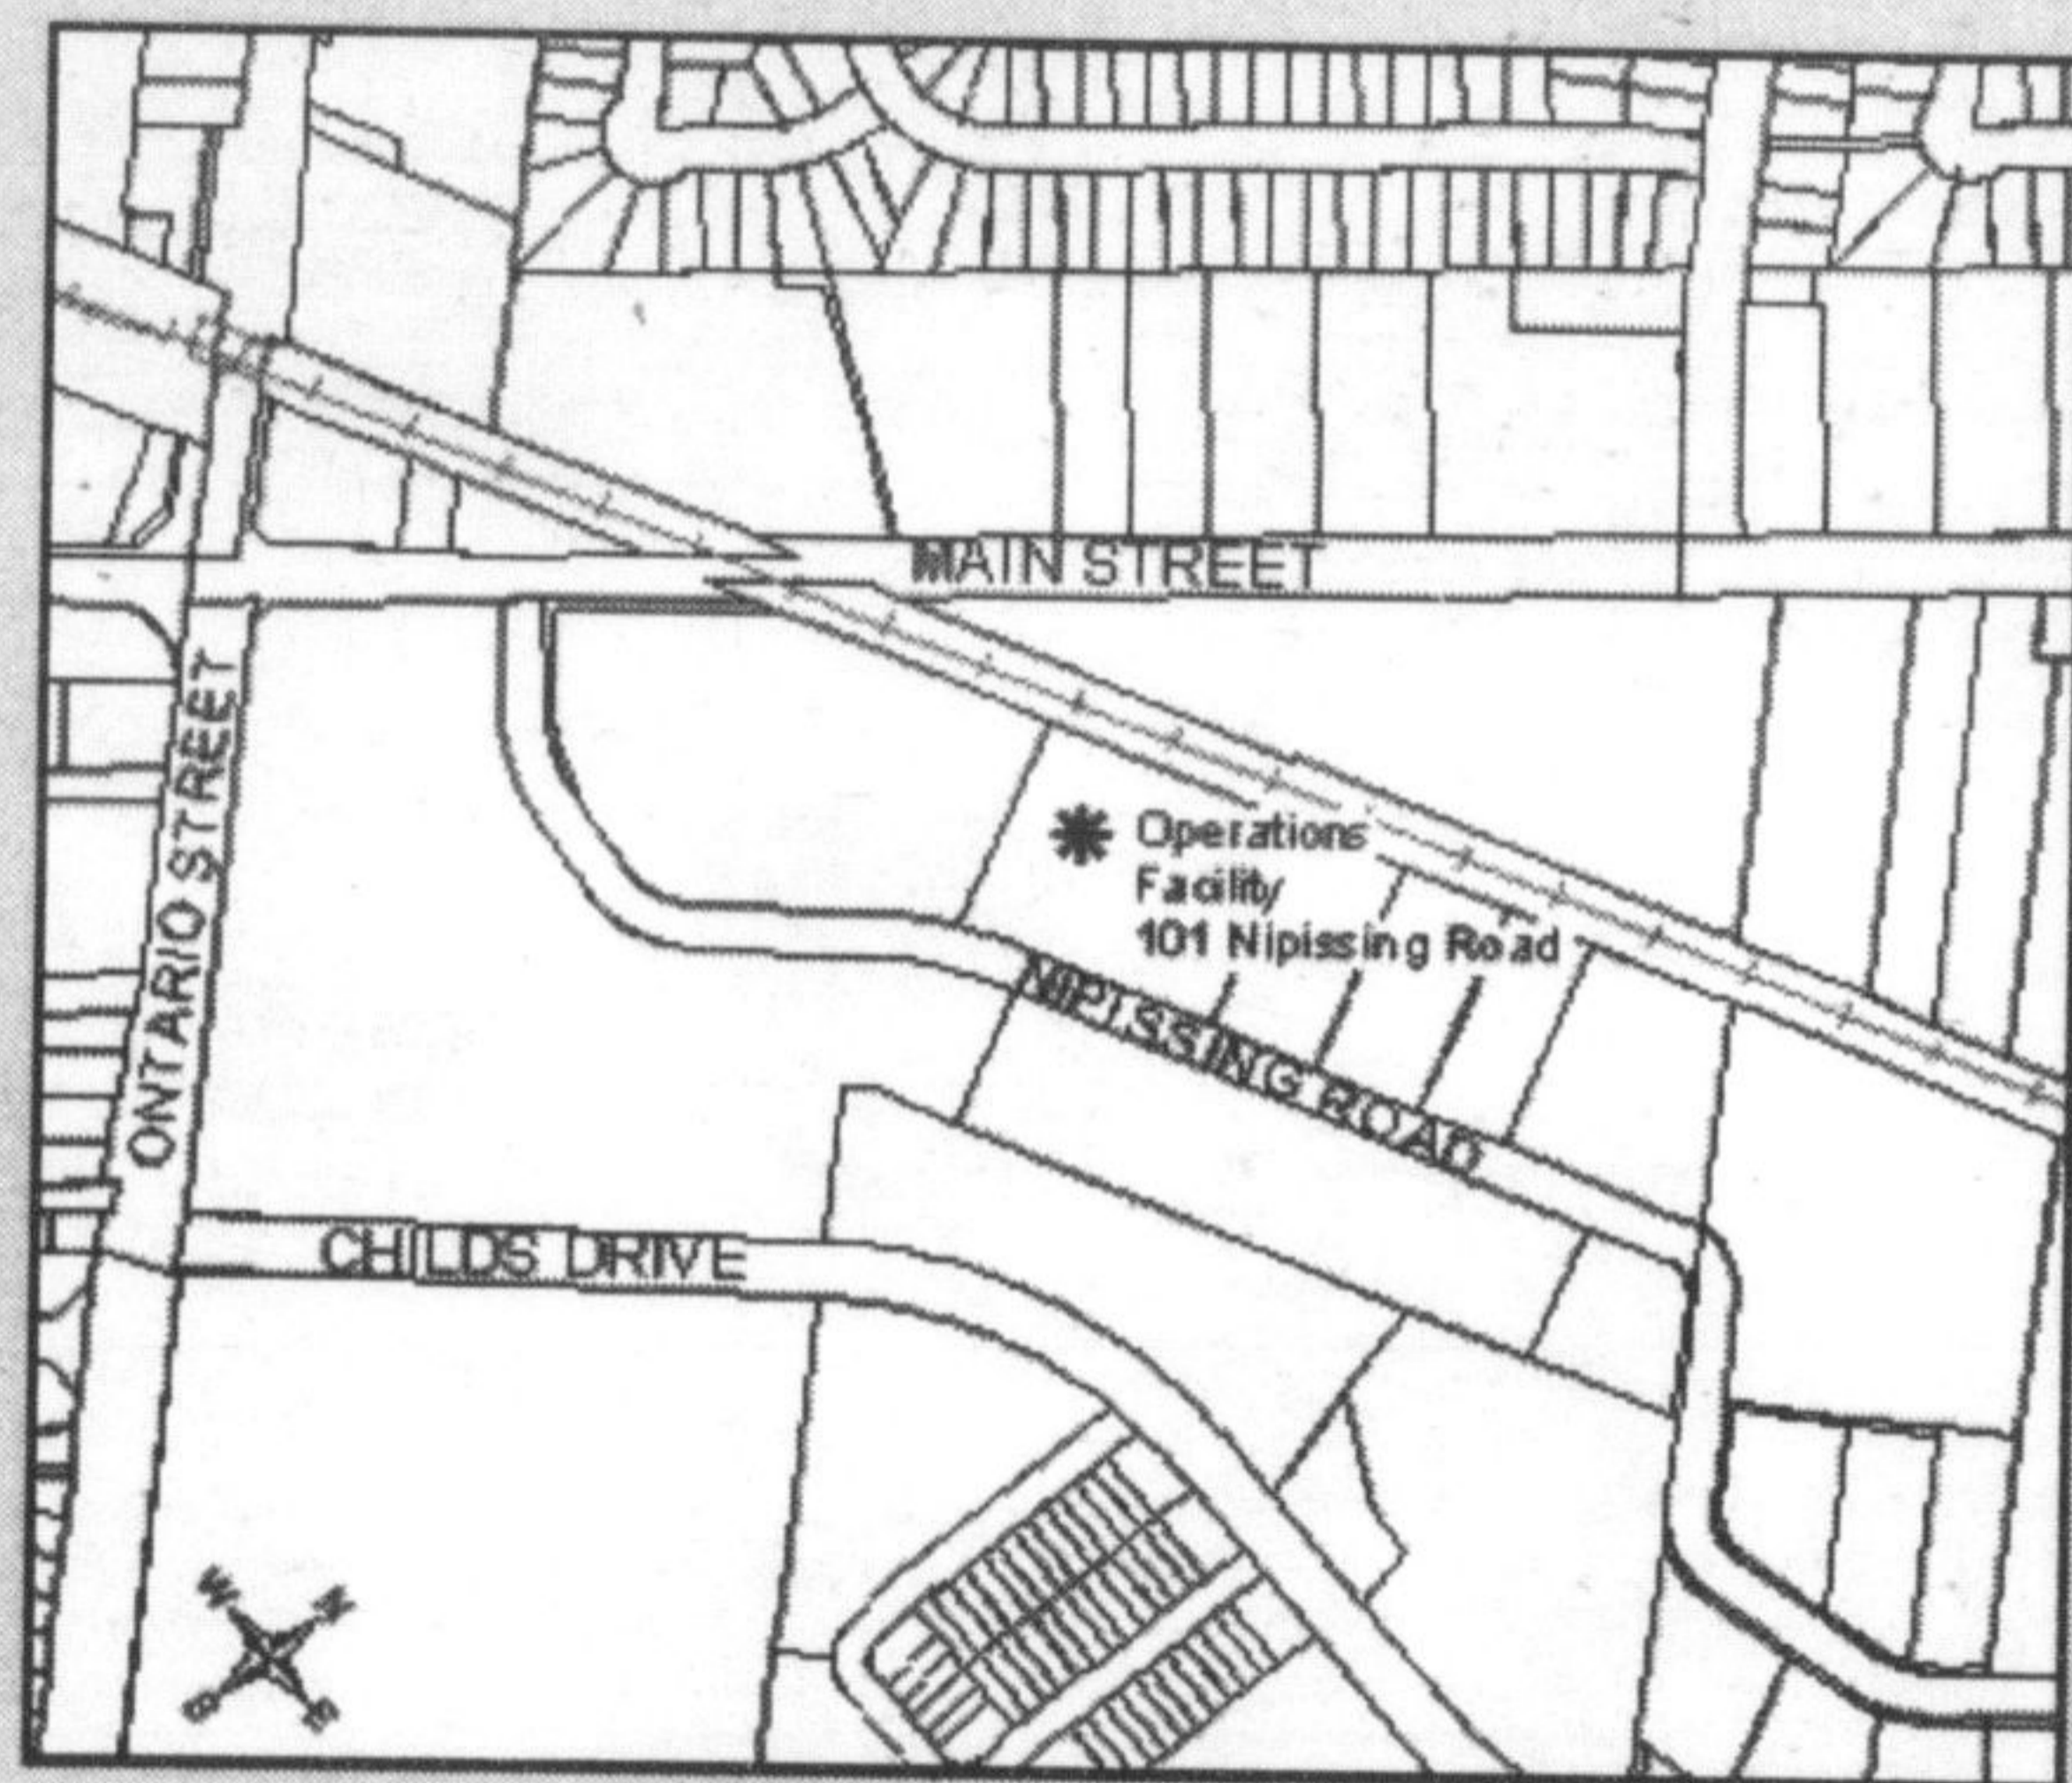 MAIN STREET
ONTARIO STREET
Operations
Facility
101 Nipissing Road
NIPISSING ROAD
CHILDS DRIVE
W N
S E